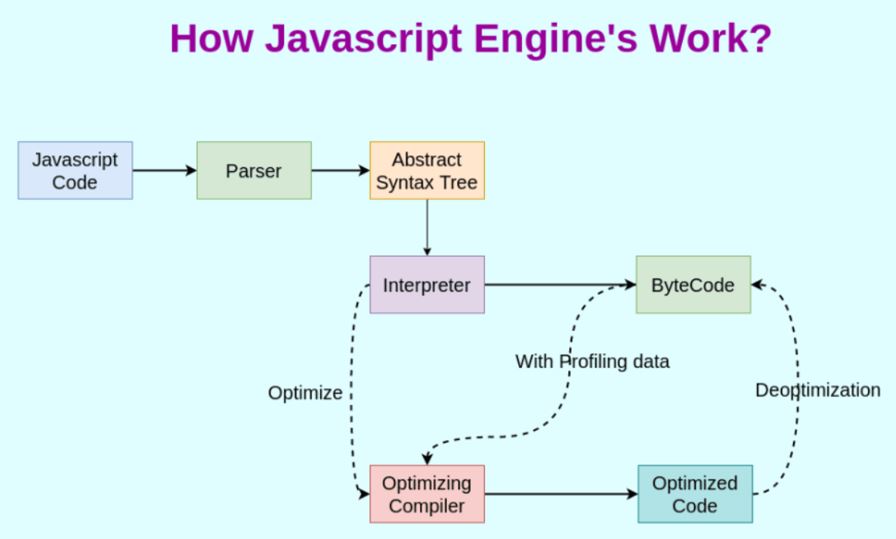 How Javascript Engine's Work?
Javascript
Code
Parser
Abstract
Syntax Tree
Interpreter
ByteCode
With Profiling data
Optimize
Deoptimization
Optimizing
Compiler
Optimized
Code